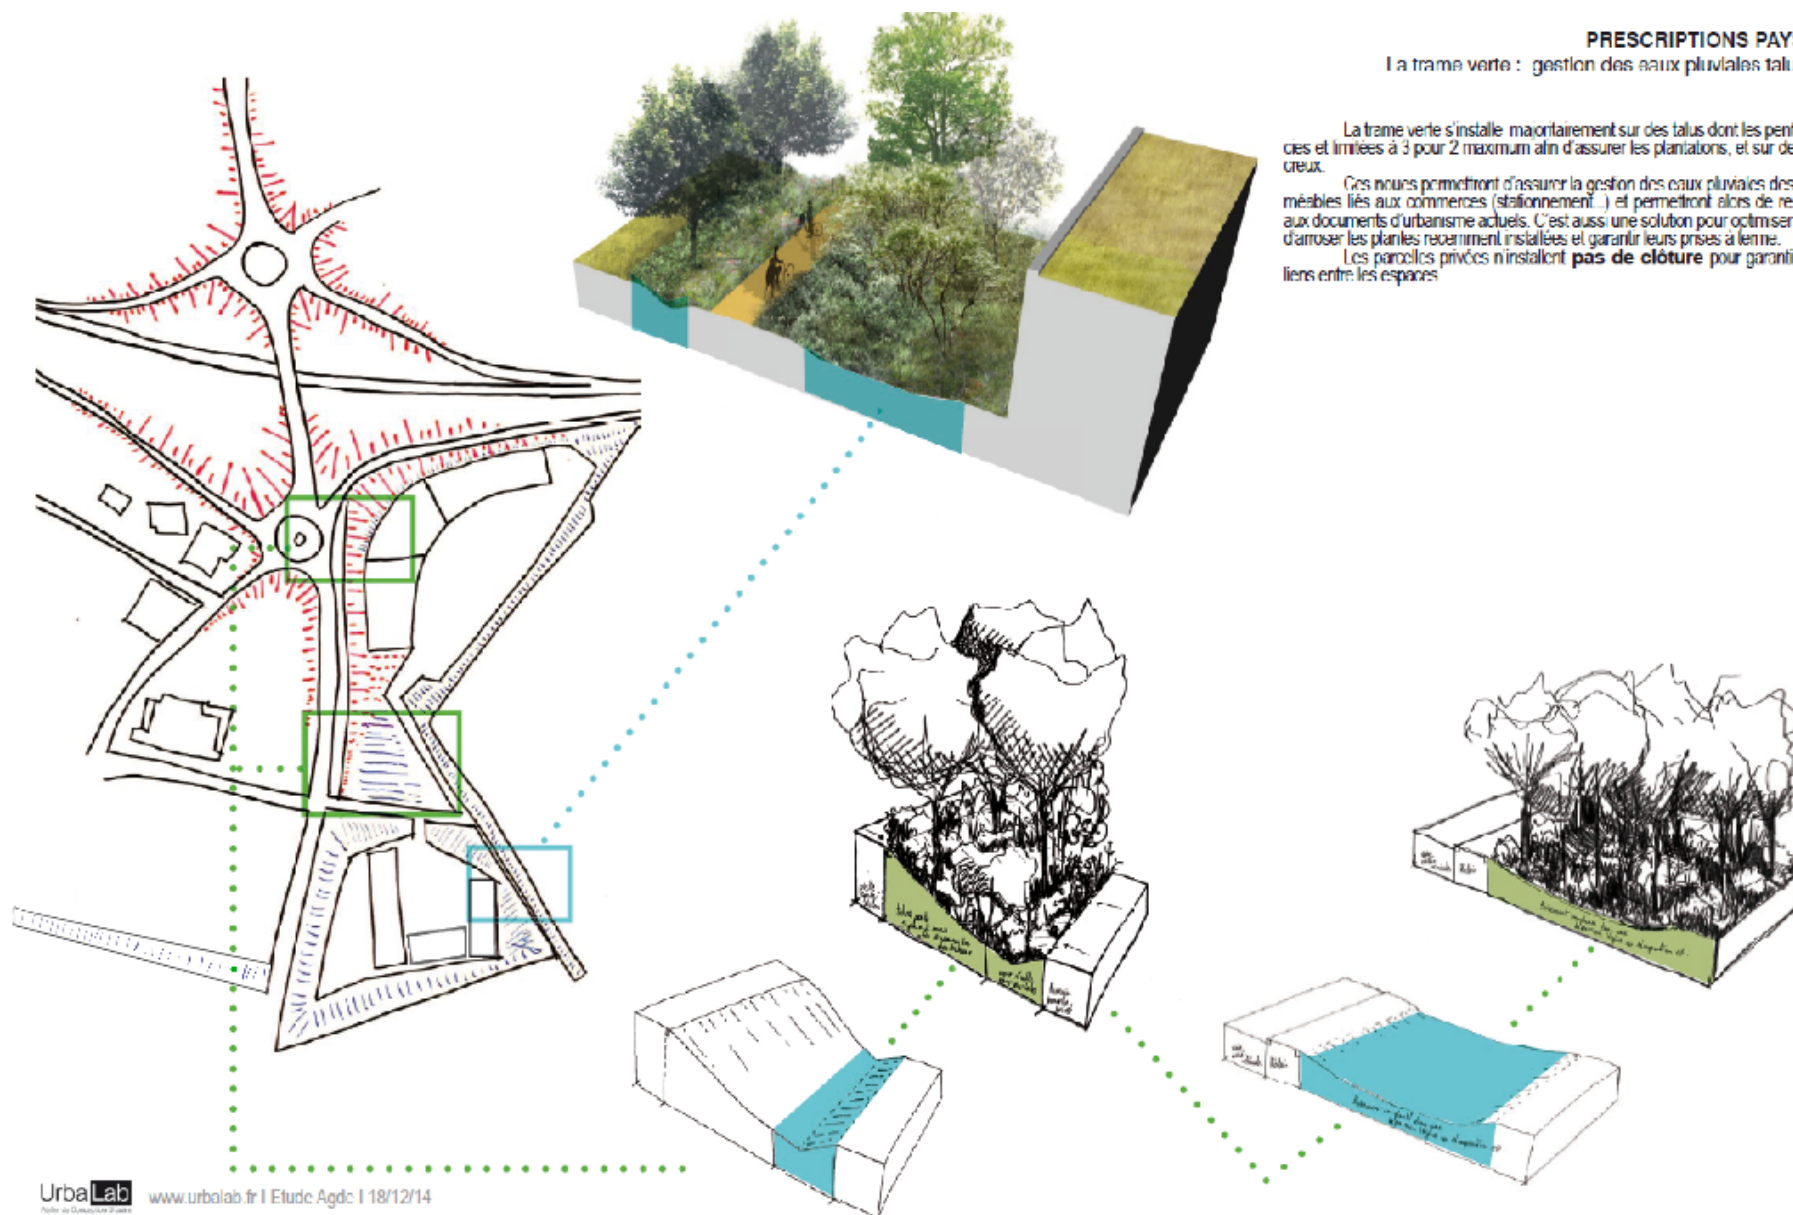 PRESCRIPTIONS PAYS
La trame verte : gestion des eaux pluviales talu
La trame verte s'installe majoritairement sur des talus dont les pent
cies et limitées à 3 pour 2 maximum afin d'assurer les plantations, et sur de
creux.
Ces noues permettront d'assurer la gestion des eaux pluviales des
méables liés aux commerces (stationnement...) et permettront alors de re
aux documents d'urbanisme actuels. C'est aussi une solution pour optimiser
d'arroser les plantes recemment installées et garantir leurs prises à terme.
Les parcelles privées n'installent pas de clôture pour garanti
liens entre les espaces
UrbaLab
www.urbalab.fr I Etude Agde I 18/12/14